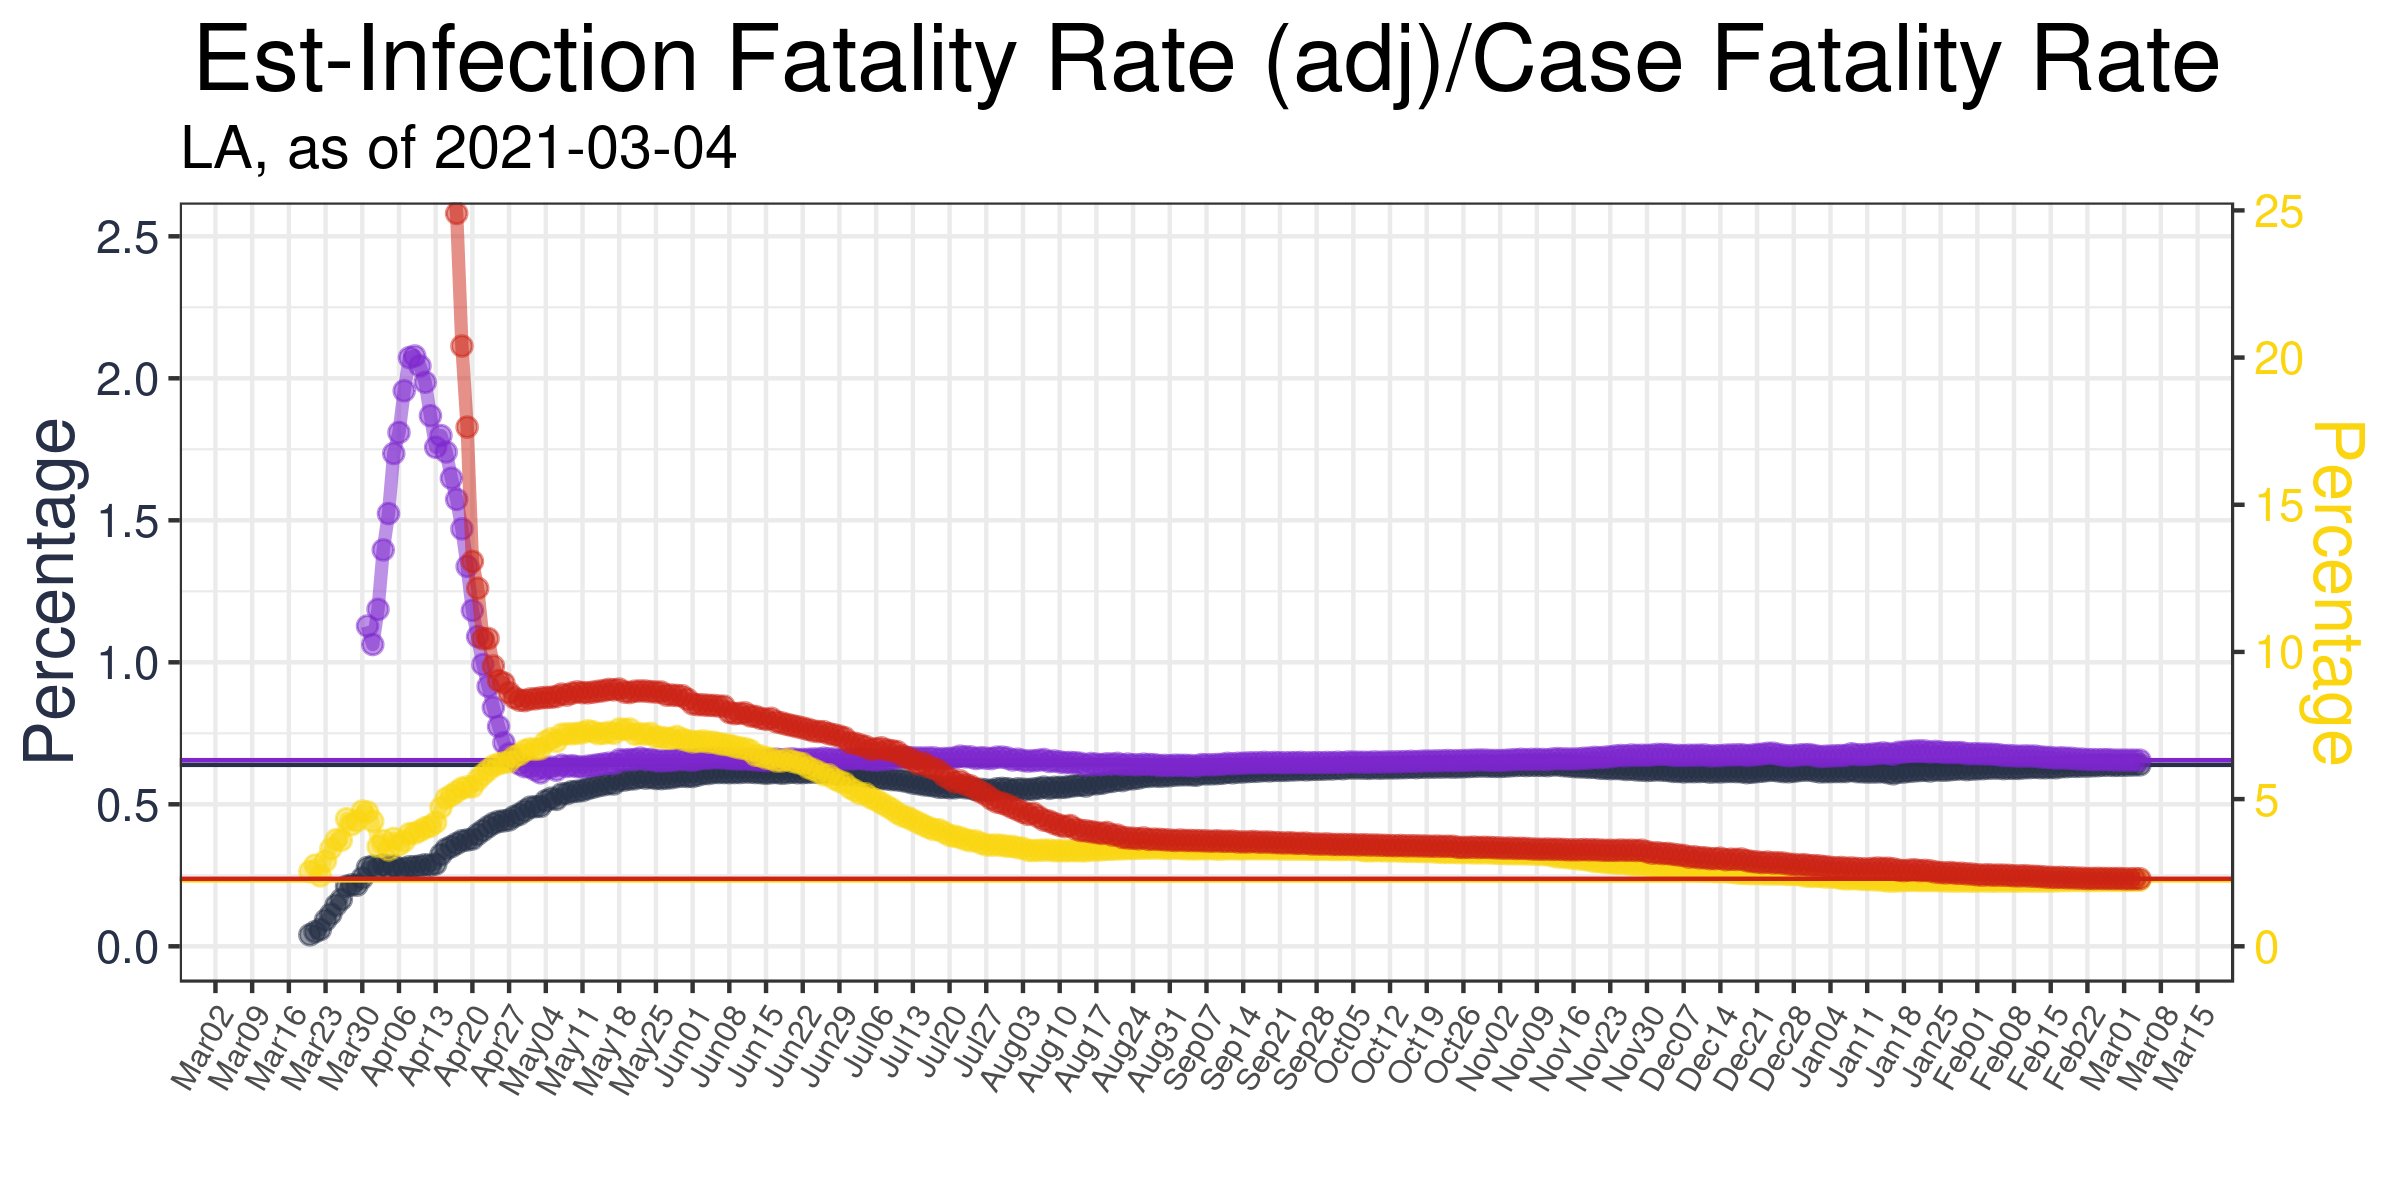 Est-Infection Fatality Rate (adj)/Case Fatality Rate
LA, as of 2021-03-04
Percentage
2.5
2.0
1.5
1.0
0.5
0.0
25
20
15
10
5
0
Percentage
Mar02
Mar09
Mar16
Mar23
Mar30
Apr06
Apr13
Apr20
Apr27
May04
May11
May18
May25
Jun01
Jun08
Jun15
Jun22
Jun29
Jul06
Jul13
Jul20
Jul27
Aug03
Aug10
Aug17
Aug24
Aug31
Sep07
Sep14
Sep21
Sep28
Oct05
Oct12
Oct19
Oct26
Nov02
Nov09
Nov16
Nov23
Nov30
Dec07
Dec14
Dec21
Dec28
Jan04
Jan11
Jan18
Jan25
Feb01
Feb08
Feb15
Feb22
Mar01
Mar08
Mar15